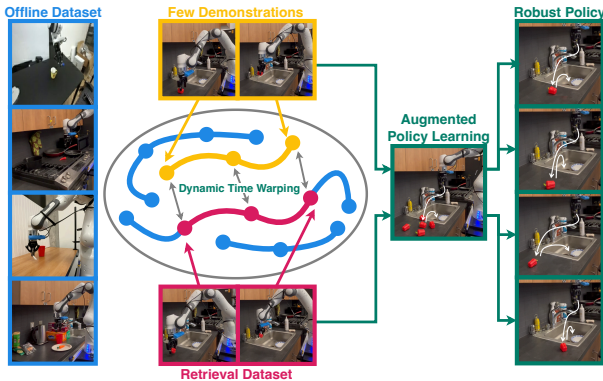 Offline Dataset
Few Demonstrations
Robust Policy
Augmented
Policy Learning
Dynamic Time Warping
Retrieval Dataset